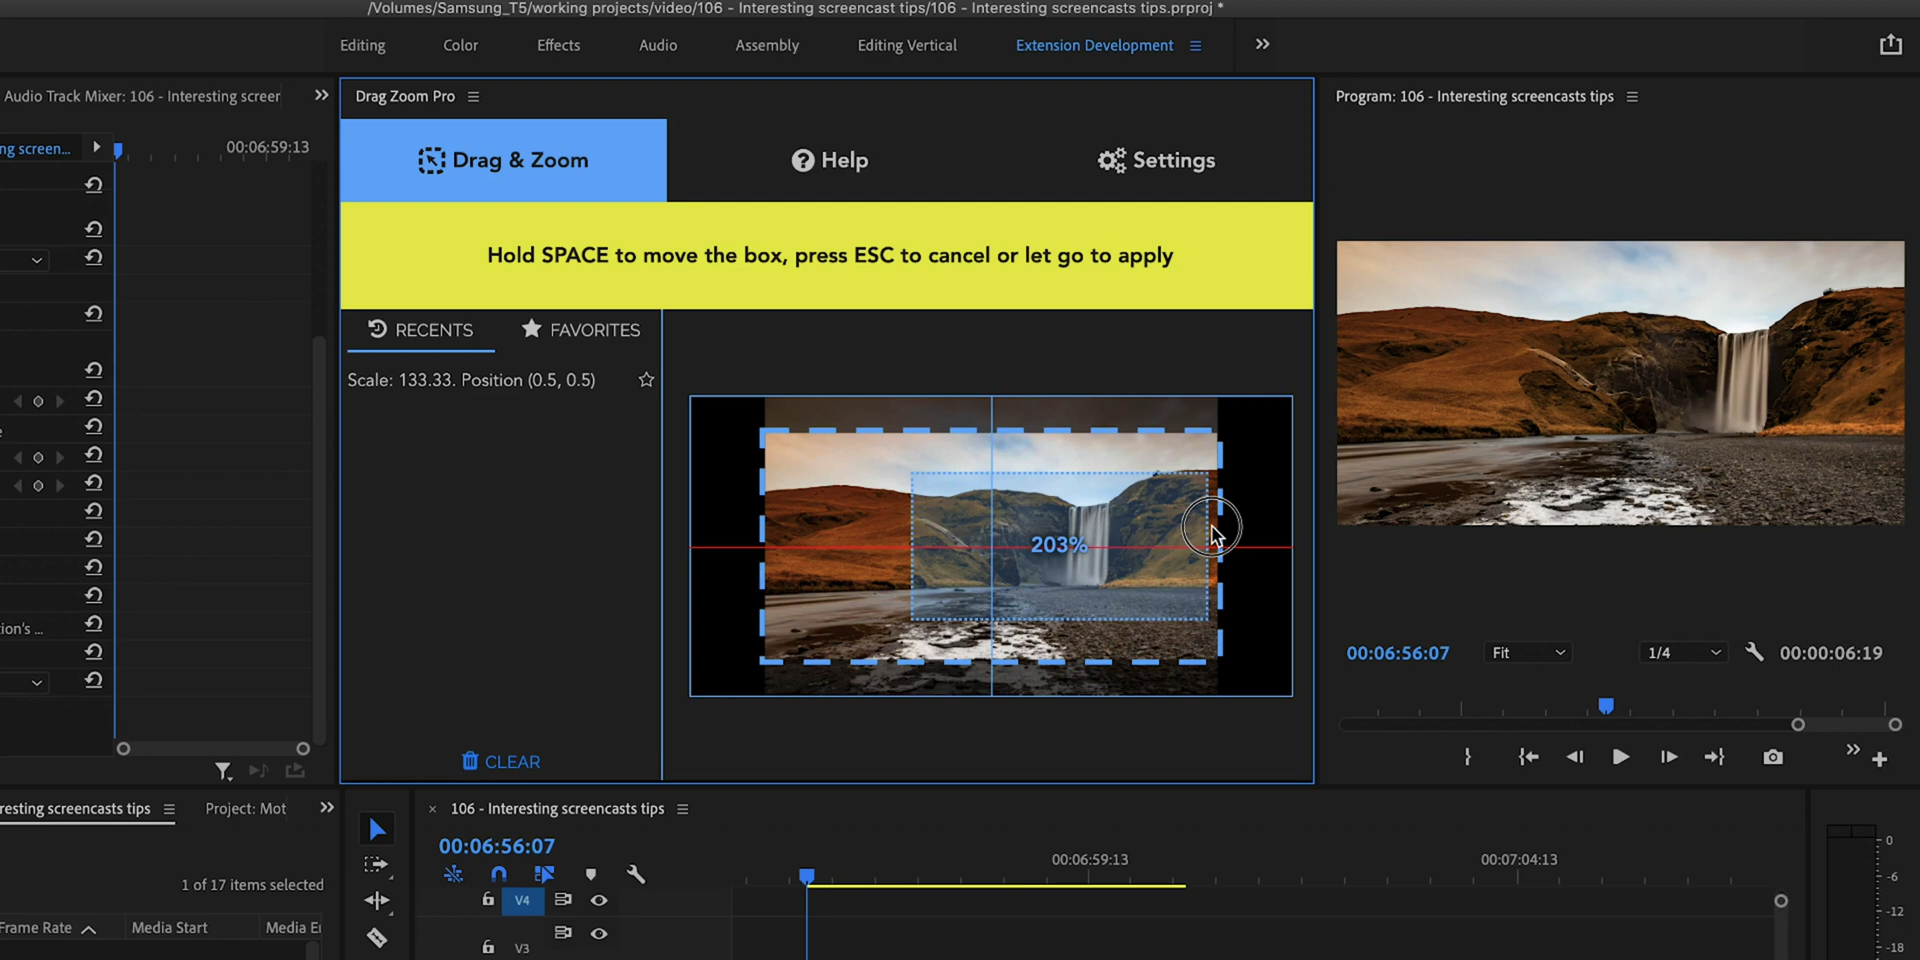 /Volumes/Samsung_T5/working projects/video/106 - Interesting screencast tips/106 - Interesting screencasts tips.prproj *
Editing
Color
Effects
Audio
Assembly
Editing Vertical
Extension Development
Audio Track Mixer: 106 - Interesting screer
Drag Zoom Pro
Program: 106 - Interesting screencasts tips
ng screen...
00:06:59:13
Drag & Zoom
Help
Settings
Hold SPACE to move the box, press ESC to cancel or let go to apply
RECENTS
FAVORITES
Scale: 133.33. Position (0.5, 0.5)
203%
tion's ...
00:06:56:07
Fit
1/4
00:00:06:19
CLEAR
resting screencasts tips
Project: Mot
× 106 - Interesting screencasts tips
00:06:56:07
00:06:59:13
00:07:04:13
1 of 17 items selected
V4
Frame Rate
Media Start
Media E
V3
0
-6
-12
-18